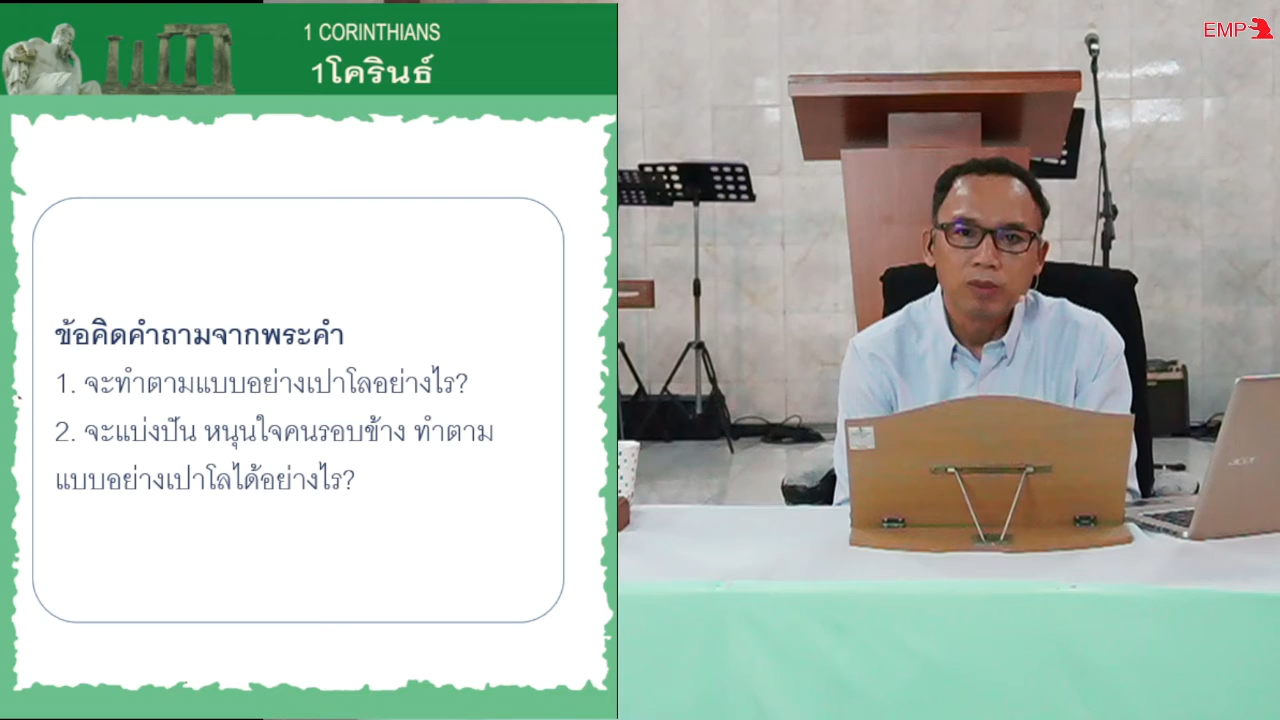 1 CORINTHIANS
1โครินธ์
EMP
ข้อคิดคำถามจากพระคำ
1. จะทำตามแบบอย่างเปาโลอย่างไร?
2. จะแบ่งปัน หนุนใจคนรอบข้าง ทำตาม
แบบอย่างเปาโลได้อย่างไร?
acer